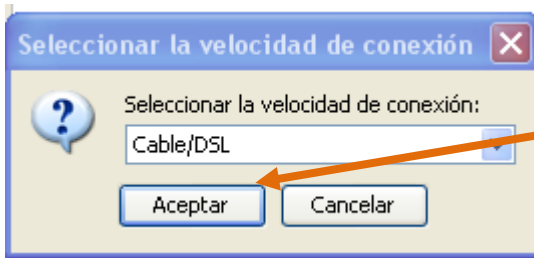 Seleccionar la velocidad de conexión
Seleccionar la velocidad de conexión:
Cable/DSL
Aceptar Cancelar